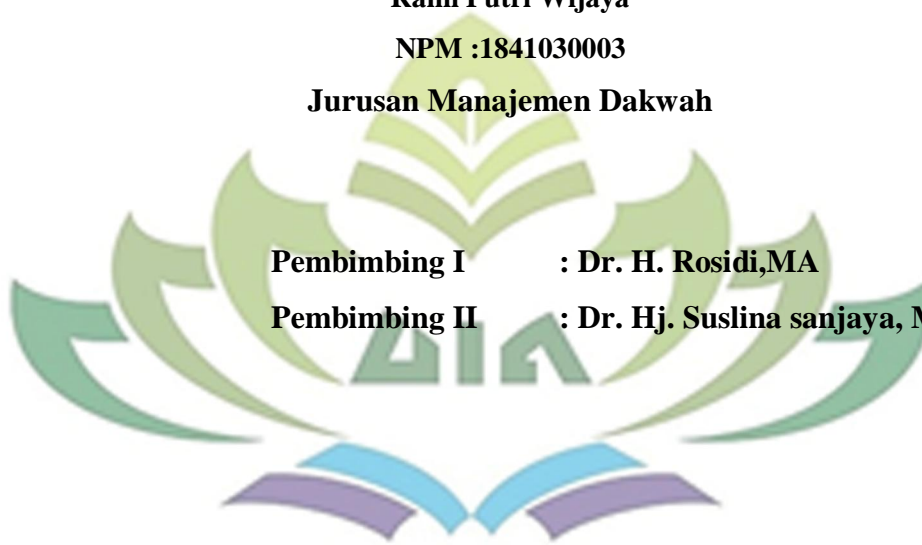 Putri Wijaya
NPM :1841030003
Jurusan Manajemen Dakwah
Pembimbing I : Dr. H. Rosidi,MA
Pembimbing II : Dr. Hj. Suslina sanjaya,